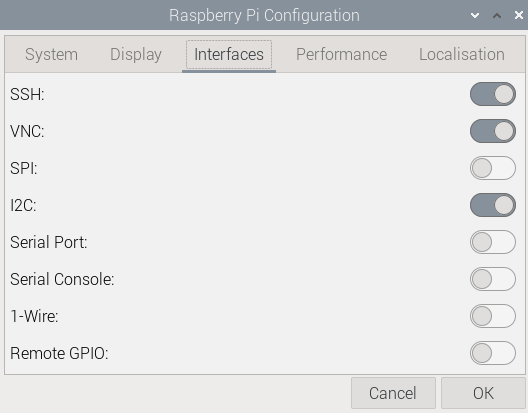 Raspberry Pi Configuration
System Display Interfaces Performance Localisation
SSH:
VNC:
SPI:
I2C:
Serial Port:
Serial Console:
1-Wire:
Remote GPIO:
Cancel OK